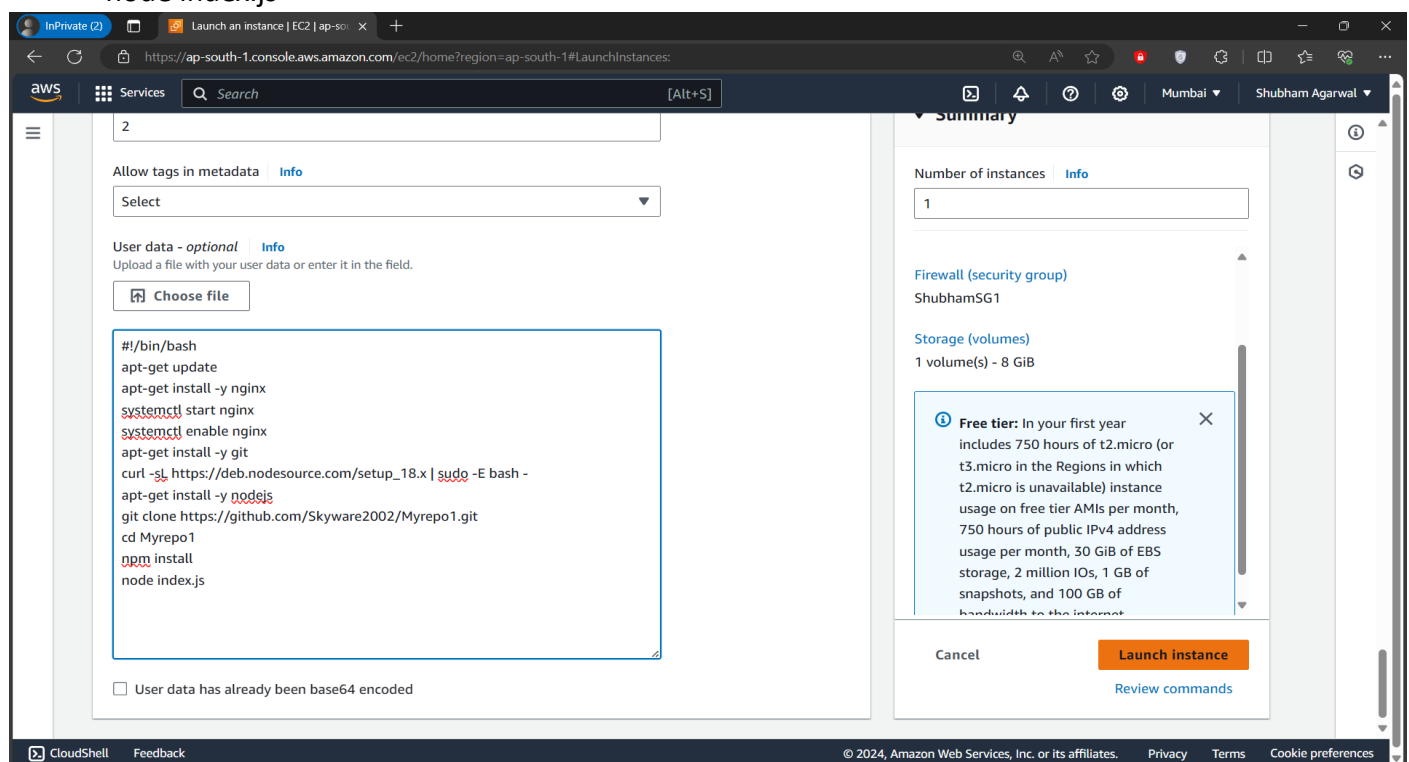 node index.js
InPrivate (2)
Launch an instance | EC2 | ap-sou
https://ap-south-1.console.aws.amazon.com/ec2/home?region=ap-south-1#LaunchInstances:
aws
Services
Search
[Alt+S]
Mumbai
Shubham Agarwal
2
Allow tags in metadata Info
Select
User data - optional Info
Upload a file with your user data or enter it in the field.
Choose file
#!/bin/bash
apt-get update
apt-get install -y nginx
systemctl start nginx
systemctl enable nginx
apt-get install -y git
curl -sL https://deb.nodesource.com/setup_18.x | sudo -E bash -
apt-get install -y nodejs
git clone https://github.com/Skyware2002/Myrepo1.git
cd Myrepo1
npm install
node index.js
User data has already been base64 encoded
Summary
Number of instances Info
1
Firewall (security group)
ShubhamSG1
Storage (volumes)
1 volume(s) - 8 GiB
Free tier: In your first year
includes 750 hours of t2.micro (or
t3.micro in the Regions in which
t2.micro is unavailable) instance
usage on free tier AMIs per month,
750 hours of public IPv4 address
usage per month, 30 GiB of EBS
storage, 2 million IOs, 1 GB of
snapshots, and 100 GB of
bandwidth to the internet
Cancel
Launch instance
Review commands
CloudShell
Feedback
© 2024, Amazon Web Services, Inc. or its affiliates.
Privacy
Terms
Cookie preferences